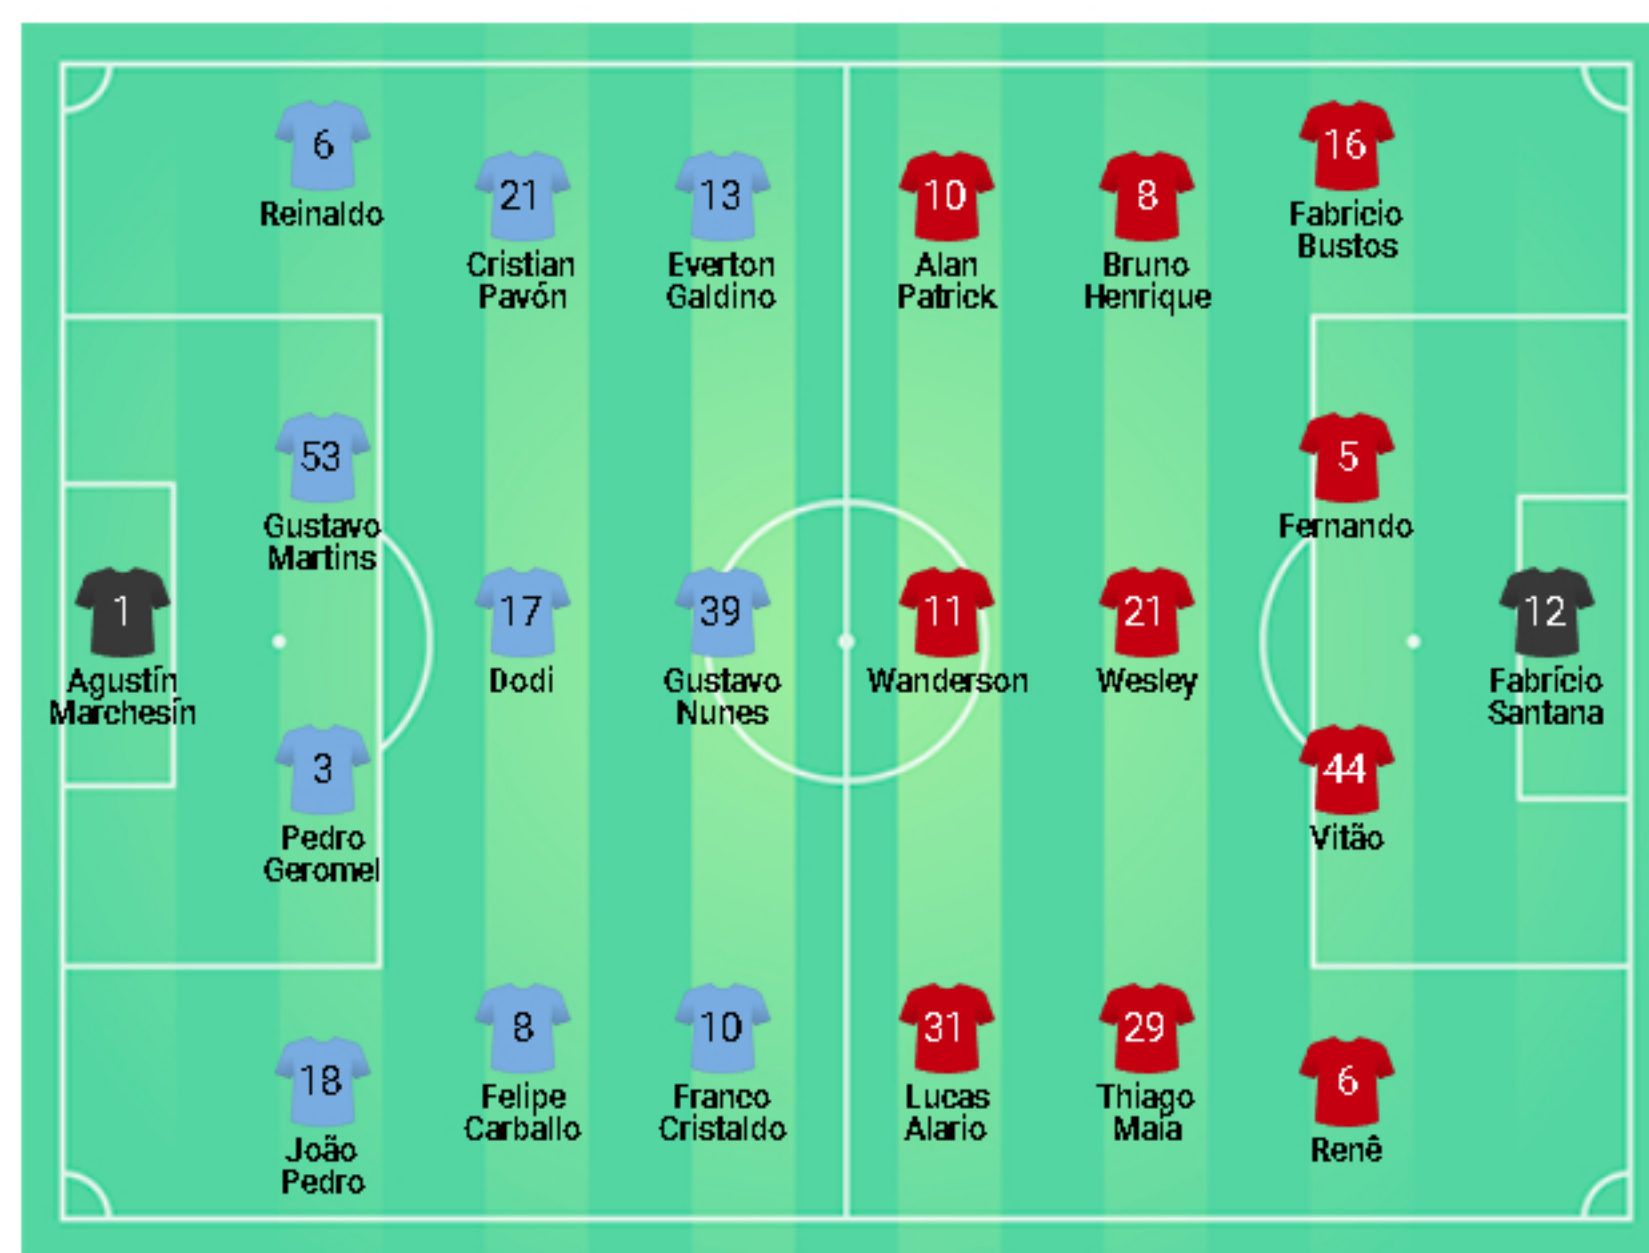 6
Reinaldo
53
Gustavo
Martins
1
Agustín
Marchesín
3
Pedro
Geromel
18
João
Pedro
21
Cristian
Pavón
17
Dodi
8
Felipe
Carballo
13
Everton
Galdino
39
Gustavo
Nunes
10
Franco
Cristaldo
10
Alan
Patrick
11
Wanderson
31
Lucas
Alario
8
Bruno
Henrique
21
Wesley
29
Thiago
Maia
16
Fabricio
Bustos
5
Fernando
44
Vitão
6
Renê
12
Fabrício
Santana